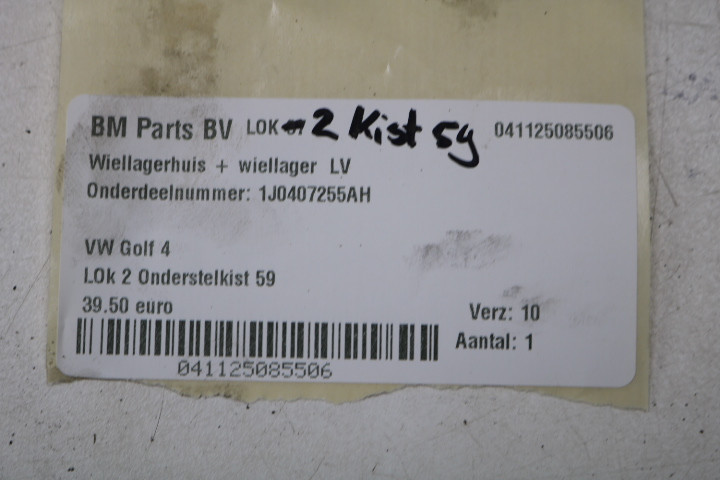 BM Parts BV LOK 2 Kist 59 041125085506
Wiellagerhuis + wiellager LV
Onderdeelnummer: 1J0407255AH
VW Golf 4
LOk 2 Onderstelkist 59
39.50 euro
Verz: 10
Aantal: 1
041125085506